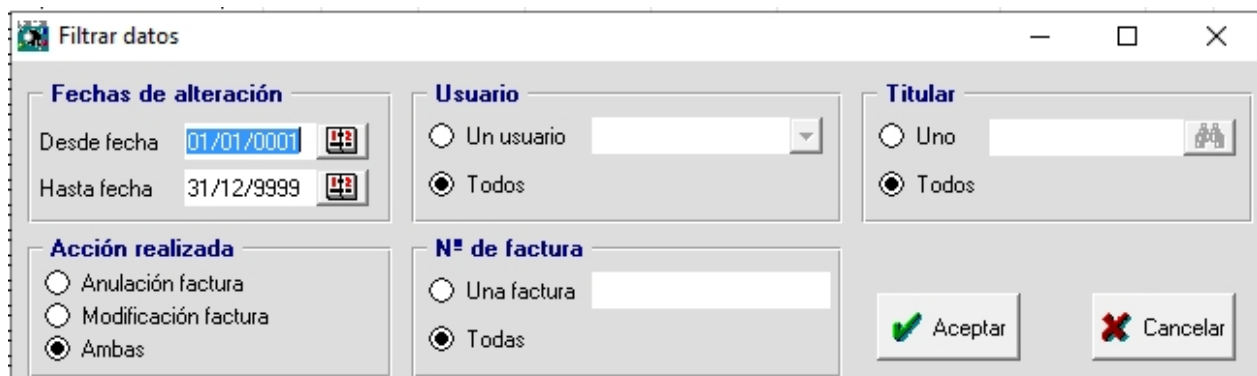 Filtrar datos
Fechas de alteración
Desde fecha 01/01/0001
Hasta fecha 31/12/9999
Usuario
Un usuario
Todos
Titular
Uno
Todos
Acción realizada
Anulación factura
Modificación factura
Ambas
Nº de factura
Una factura
Todas
Aceptar
Cancelar